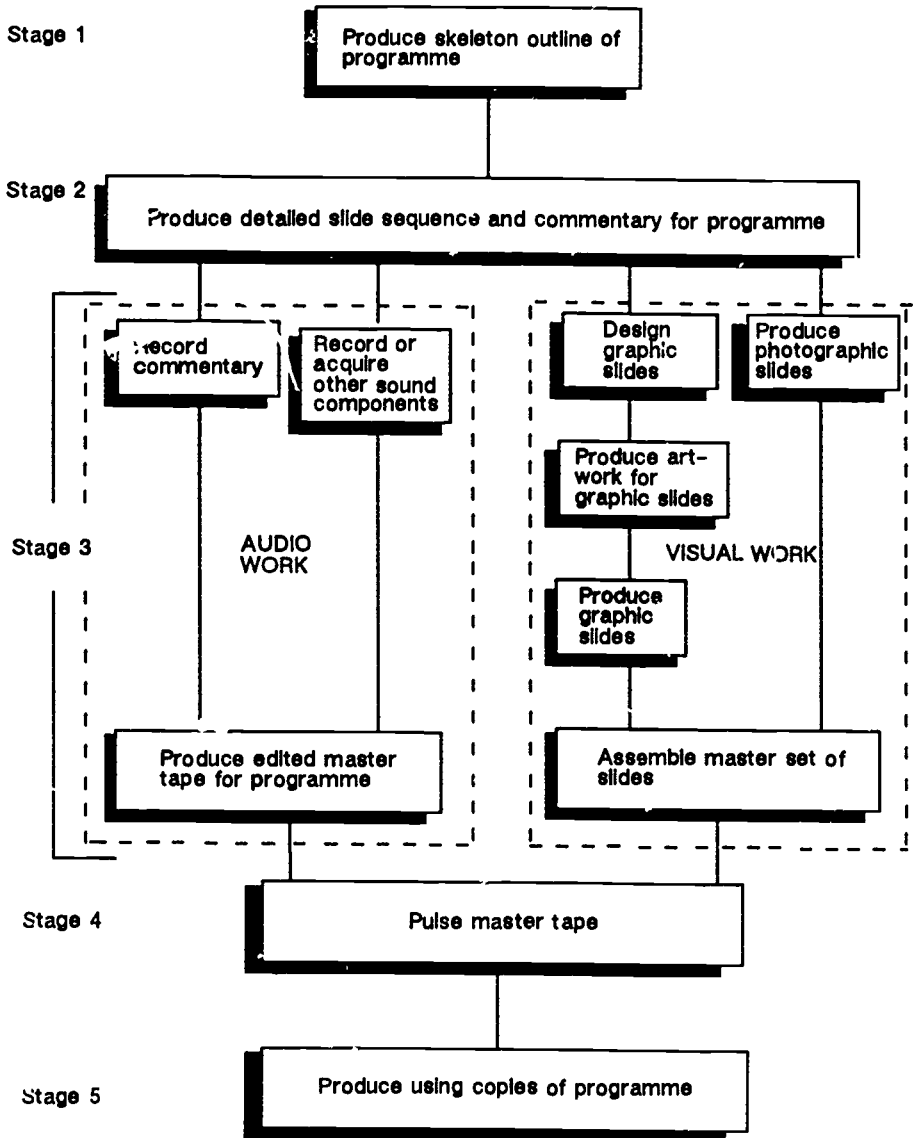 Stage 1
Produce skeleton outline of
programme
Stage 2
Produce detailed slide sequence and commentary for programme
Stage 3
AUDIO
WORK
Record
commentary
Record or
acquire
other sound
components
Produce edited master
tape for programme
VISUAL WORK
Design
graphic
slides
Produce art-
work for
graphic slides
Produce
graphic
slides
Produce
photographic
slides
Assemble master set of
slides
Stage 4
Pulse master tape
Stage 5
Produce using copies of programme